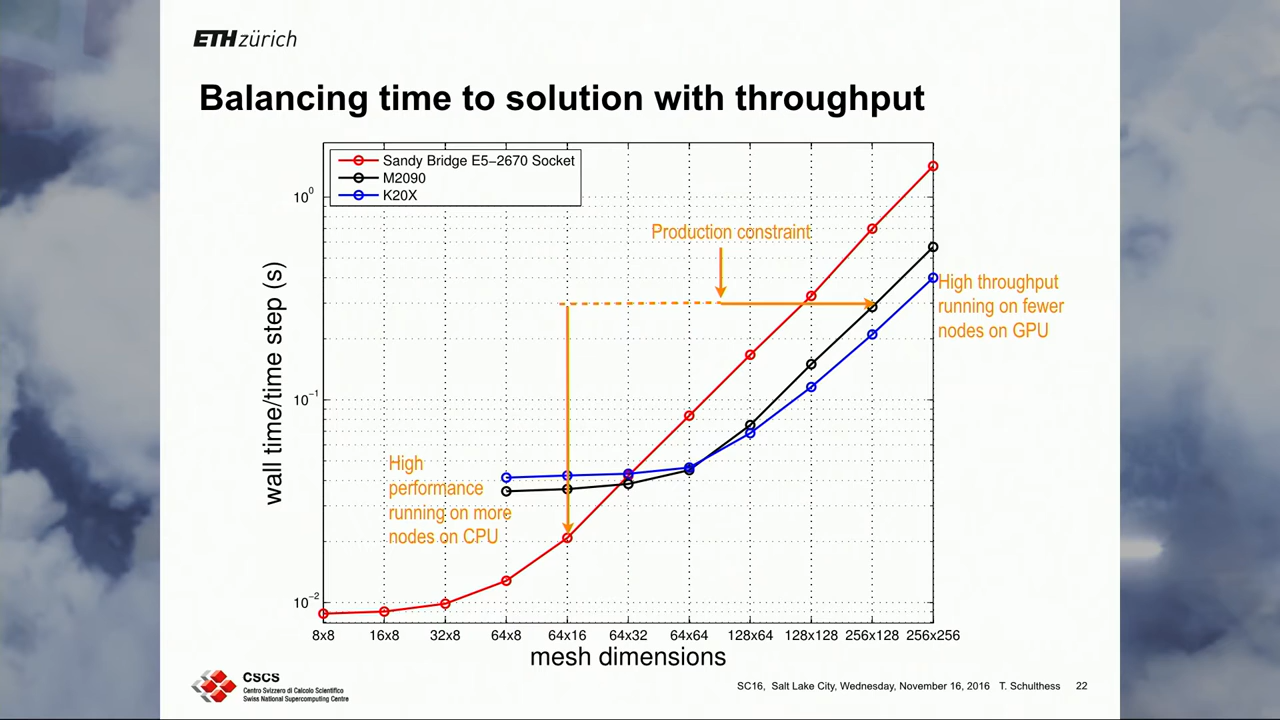 ETH zürich
Balancing time to solution with throughput
Sandy Bridge E5-2670 Socket
M2090
K20X
10^0
10^-1
10^-2
wall time/time step (s)
Production constraint
High throughput
running on fewer
nodes on GPU
High
performance
running on more
nodes on CPU
8x8 16x8 32x8 64x8 64x16 64x32 64x64 128x64 128x128 256x128 256x256
mesh dimensions
CSCS
Centro Svizzero di Calcolo Scientifico
Swiss National Supercomputing Centre
SC16, Salt Lake City, Wednesday, November 16, 2016 T. Schulthess 22